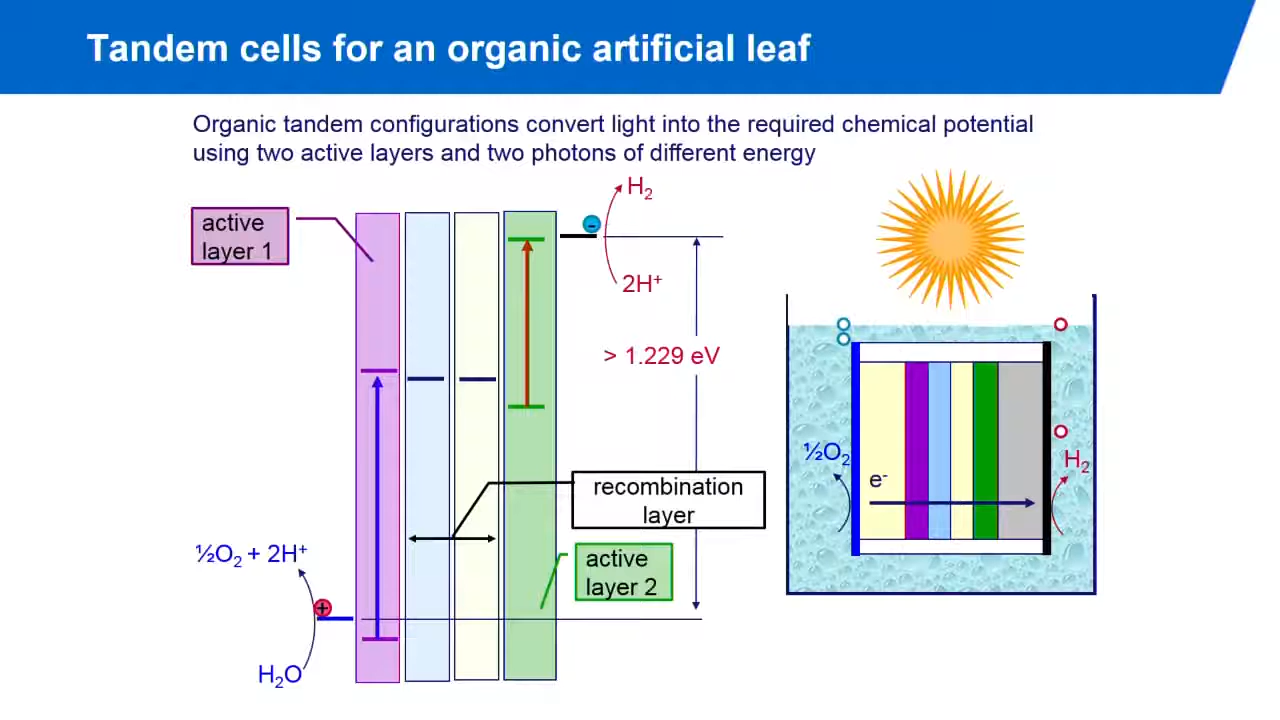 Tandem cells for an organic artificial leaf
Organic tandem configurations convert light into the required chemical potential
using two active layers and two photons of different energy
H₂
active
layer 1
-
2H⁺
> 1.229 eV
½O₂
H₂
e⁻
recombination
layer
½O₂ + 2H⁺
active
layer 2
+
H₂O